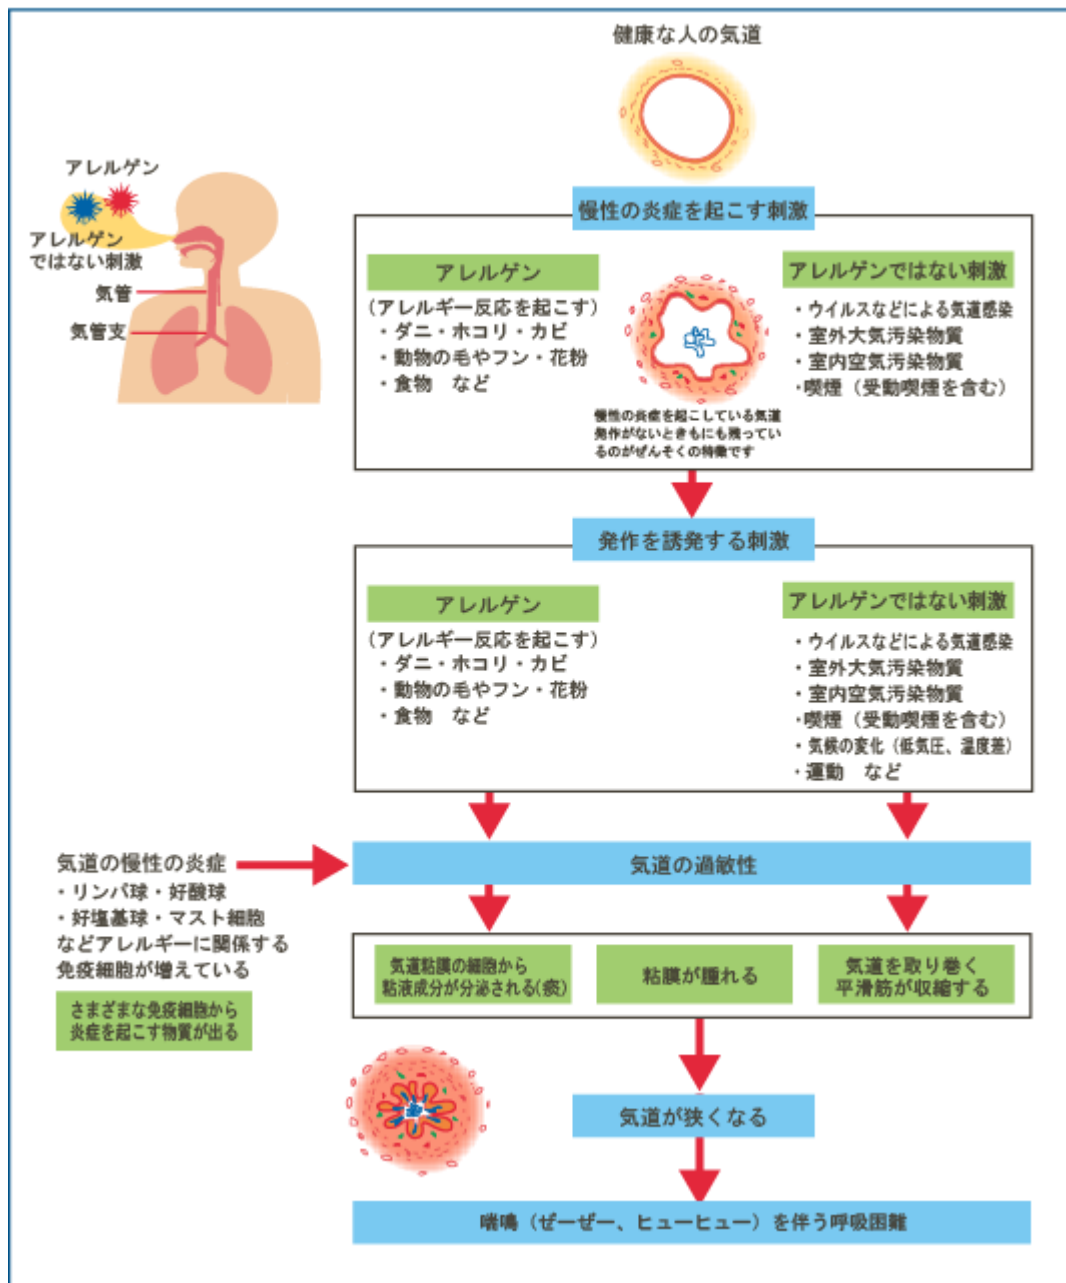 健康な人の気道
アレルゲン
アレルゲン
ではない刺激
気管
気管支
慢性の炎症を起こす刺激
アレルゲン
(アレルギー反応を起こす)
・ダニ・ホコリ・カビ
・動物の毛やフン・花粉
・食物　など
慢性の炎症を起こしている気道
発作がないときもにも残ってい
るのがぜんそくの特徴です
アレルゲンではない刺激
・ウイルスなどによる気道感染
・室外大気汚染物質
・室内空気汚染物質
・喫煙（受動喫煙を含む）
発作を誘発する刺激
アレルゲン
(アレルギー反応を起こす)
・ダニ・ホコリ・カビ
・動物の毛やフン・花粉
・食物　など
アレルゲンではない刺激
・ウイルスなどによる気道感染
・室外大気汚染物質
・室内空気汚染物質
・喫煙（受動喫煙を含む）
・気候の変化（低気圧、温度差）
・運動　など
気道の慢性の炎症
・リンパ球・好酸球
・好塩基球・マスト細胞
などアレルギーに関係する
免疫細胞が増えている
さまざまな免疫細胞から
炎症を起こす物質が出る
気道の過敏性
気道粘膜の細胞から
粘液成分が分泌される(痰)
粘膜が腫れる
気道を取り巻く
平滑筋が収縮する
気道が狭くなる
喘鳴（ぜーぜー、ヒューヒュー）を伴う呼吸困難